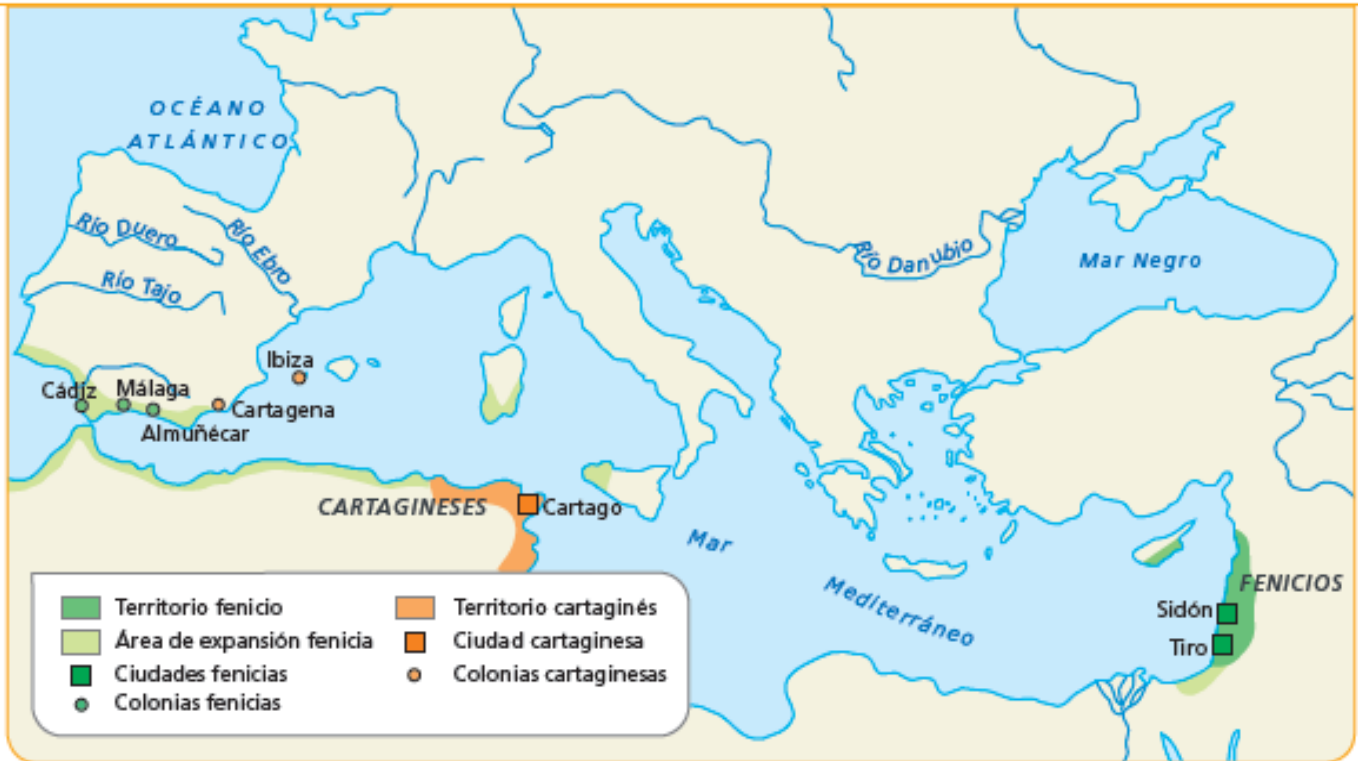 OCÉANO
ATLÁNTICO
Río Duero
Río Ebro
Río Tajo
Río Danubio
Mar Negro
Ibiza
Cádiz
Málaga
Cartagena
Almuñécar
CARTAGINESES
Cartago
Mar
Mediterráneo
FENICIOS
Sidón
Tiro
Territorio fenicio
Área de expansión fenicia
Ciudades fenicias
Colonias fenicias
Territorio cartaginés
Ciudad cartaginesa
Colonias cartaginesas